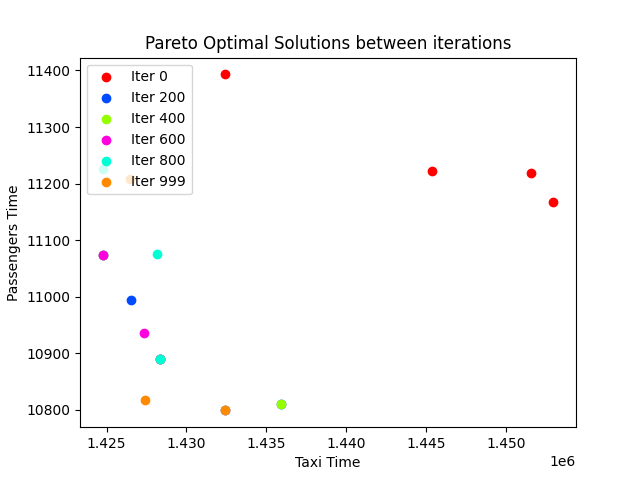 Pareto Optimal Solutions between iterations
Iter 0
Iter 200
Iter 400
Iter 600
Iter 800
Iter 999
Passengers Time
11400
11300
11200
11100
11000
10900
10800
1.425 1.430 1.435 1.440 1.445 1.450
1e6
Taxi Time